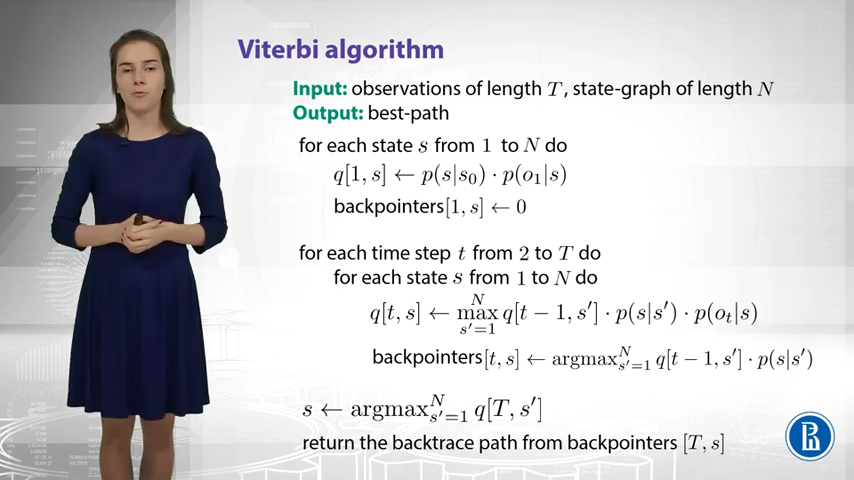 Viterbi algorithm
Input: observations of length T, state-graph of length N
Output: best-path
for each state s from 1 to N do
q[1, s] ← p(s|s₀) · p(o₁|s)
backpointers[1, s] ← 0
for each time step t from 2 to T do
for each state s from 1 to N do
q[t, s] ← max_{s'=1}^{N} q[t − 1, s'] · p(s|s') · p(oₜ|s)
backpointers[t, s] ← argmax_{s'=1}^{N} q[t − 1, s'] · p(s|s')
s ← argmax_{s'=1}^{N} q[T, s']
return the backtrace path from backpointers [T, s]